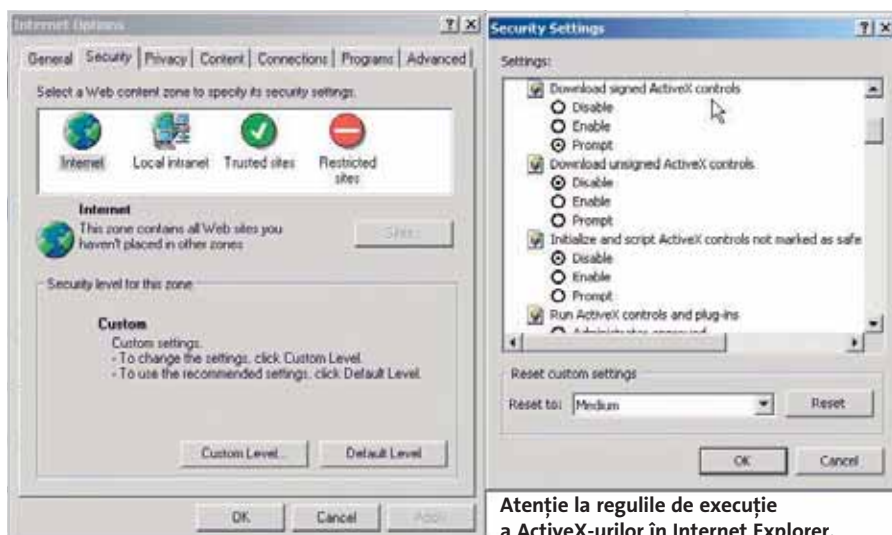 Internet Options
General Security Privacy Content Connections Programs Advanced
Select a Web content zone to specify its security settings.
Internet
Local intranet
Trusted sites
Restricted
sites
Internet
This zone contains all Web sites you
haven't placed in other zones
Sites...
Security level for this zone
Custom
Custom settings.
- To change the settings, click Custom Level.
- To use the recommended settings, click Default Level.
Custom Level...
Default Level
OK
Cancel
Apply
Security Settings
Settings:
Download signed ActiveX controls
Disable
Enable
Prompt
Download unsigned ActiveX controls
Disable
Enable
Prompt
Initialize and script ActiveX controls not marked as safe
Disable
Enable
Prompt
Run ActiveX controls and plug-ins
Administrator approved
Reset custom settings
Reset to: Medium
Reset
OK
Cancel
Atenție la regulile de execuție
a ActiveX-urilor în Internet Explorer.